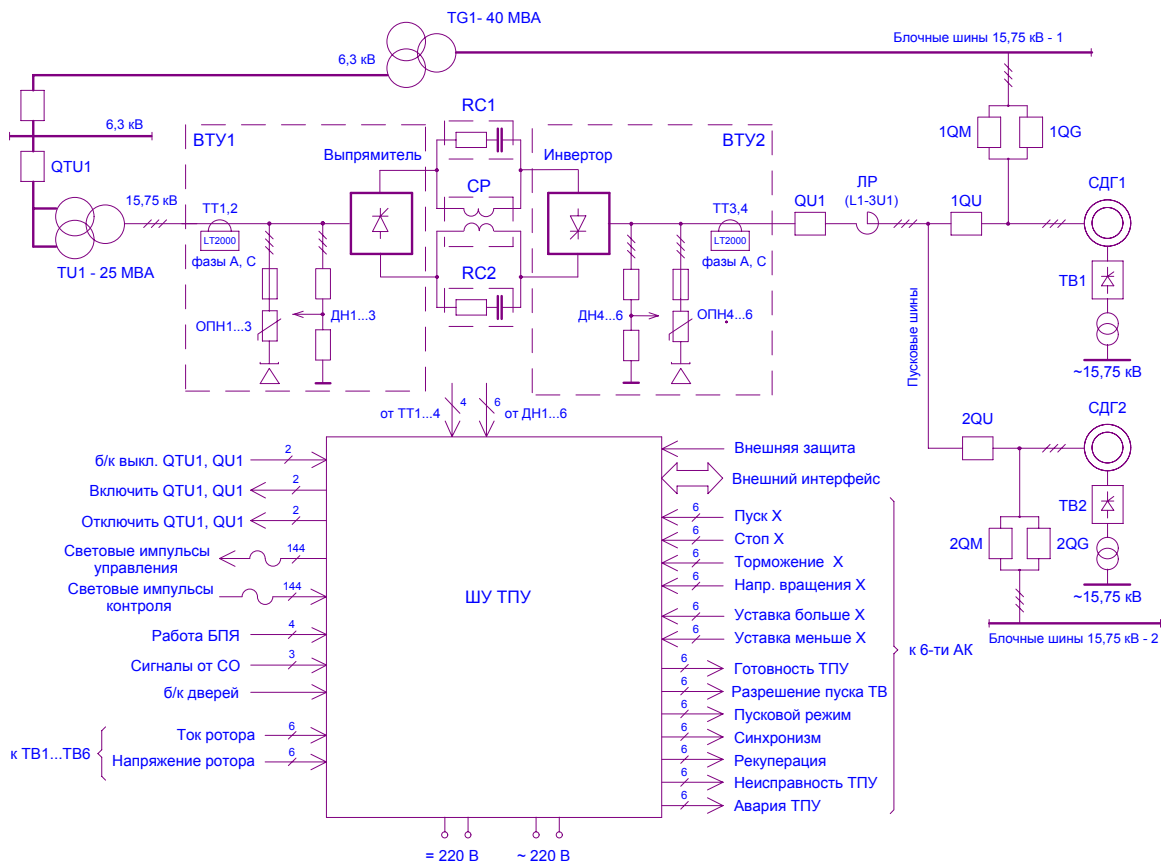 TG1- 40 МВА
Блочные шины 15,75 кВ - 1
6,3 кВ
6,3 кВ
QTU1
15,75 кВ
TU1 - 25 МВА
ВТУ1
Выпрямитель
ТТ1,2
LT2000
фазы А, С
ОПН1...3
ДН1...3
RC1
СР
RC2
ВТУ2
Инвертор
ТТ3,4
LT2000
фазы А, С
ДН4...6
ОПН4...6
QU1
ЛР
(L1-3U1)
1QU
1QM
1QG
СДГ1
ТВ1
~15,75 кВ
Пусковые шины
2QU
СДГ2
ТВ2
2QM
2QG
~15,75 кВ
Блочные шины 15,75 кВ - 2
от ТТ1...4
4
6
от ДН1...6
ШУ ТПУ
б/к выкл. QTU1, QU1
2
Включить QTU1, QU1
2
Отключить QTU1, QU1
2
Световые импульсы
управления
144
Световые импульсы
контроля
144
Работа БПЯ
4
Сигналы от СО
3
б/к дверей
к ТВ1...ТВ6
Ток ротора
6
Напряжение ротора
6
Внешняя защита
Внешний интерфейс
6
Пуск X
6
Стоп X
6
Торможение X
6
Напр. вращения X
6
Уставка больше X
6
Уставка меньше X
к 6-ти АК
6
Готовность ТПУ
6
Разрешение пуска ТВ
6
Пусковой режим
6
Синхронизм
6
Рекуперация
6
Неисправность ТПУ
6
Авария ТПУ
= 220 В
~ 220 В